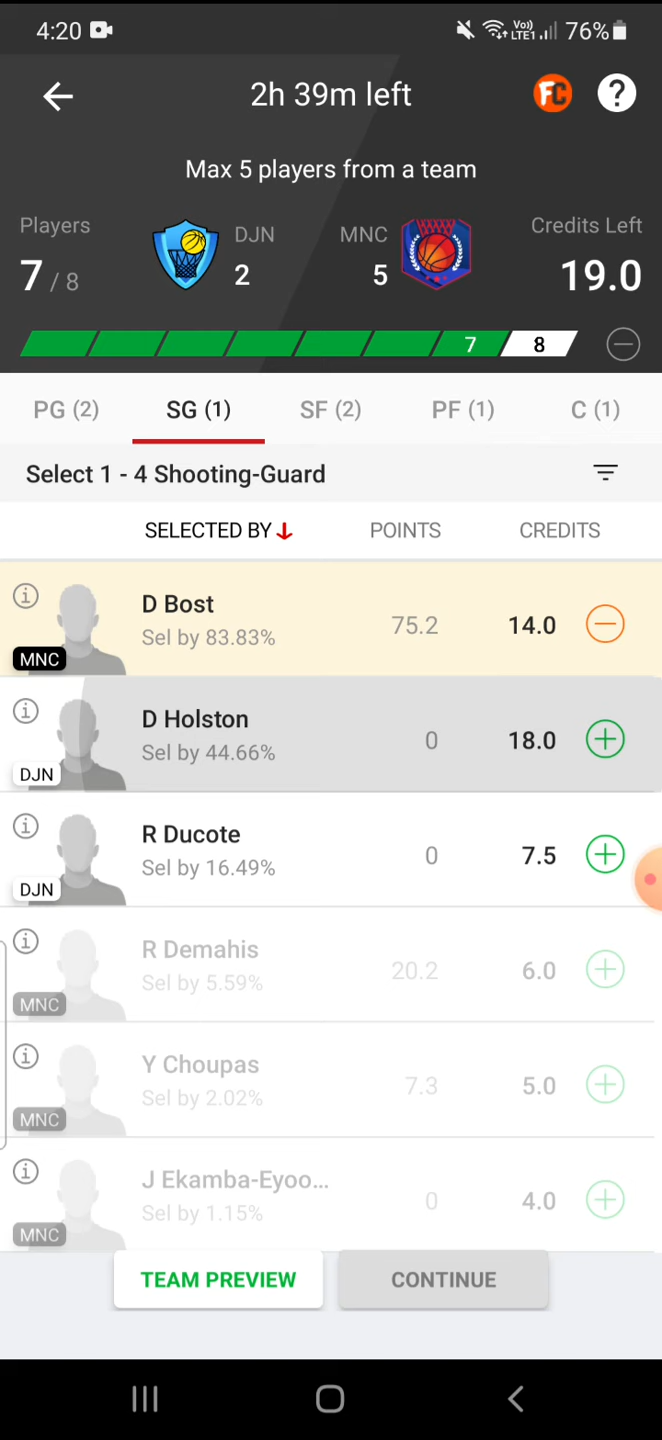 4:20 Vo) LTE1 76%
2h 39m left FC ?
Max 5 players from a team
Players DJN MNC Credits Left
7 / 8 2 5 19.0
7 8
PG (2) SG (1) SF (2) PF (1) C (1)
Select 1 - 4 Shooting-Guard
SELECTED BY POINTS CREDITS
D Bost
Sel by 83.83% 75.2 14.0
MNC
D Holston
Sel by 44.66% 0 18.0
DJN
R Ducote
Sel by 16.49% 0 7.5
DJN
R Demahis
Sel by 5.59% 20.2 6.0
MNC
Y Choupas
Sel by 2.02% 7.3 5.0
MNC
J Ekamba-Eyoo...
Sel by 1.15% 0 4.0
MNC
TEAM PREVIEW CONTINUE